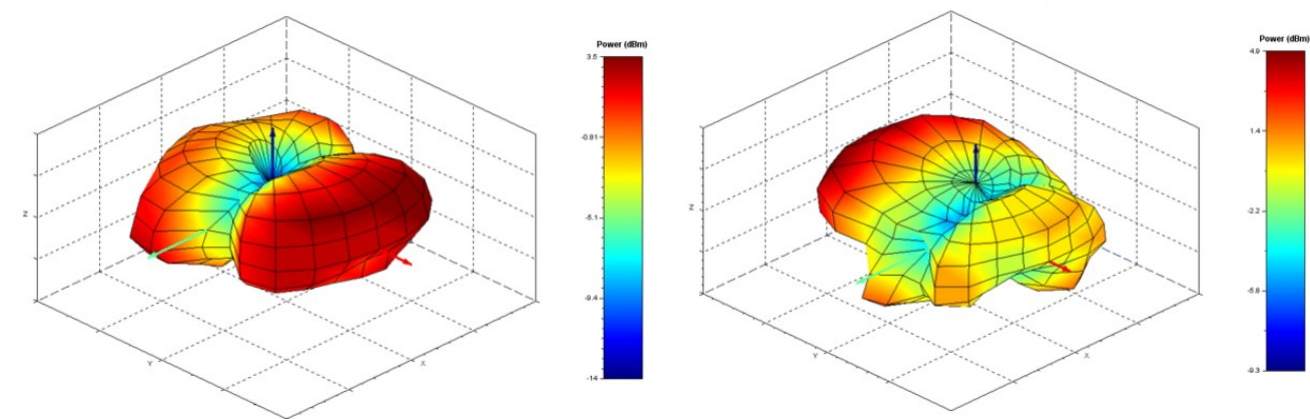 Power (dBm)
3.5
-0.81
-5.1
-9.4
-14
Z
Y
X
Power (dBm)
4.9
1.4
-2.2
-5.8
-9.3
Z
Y
X